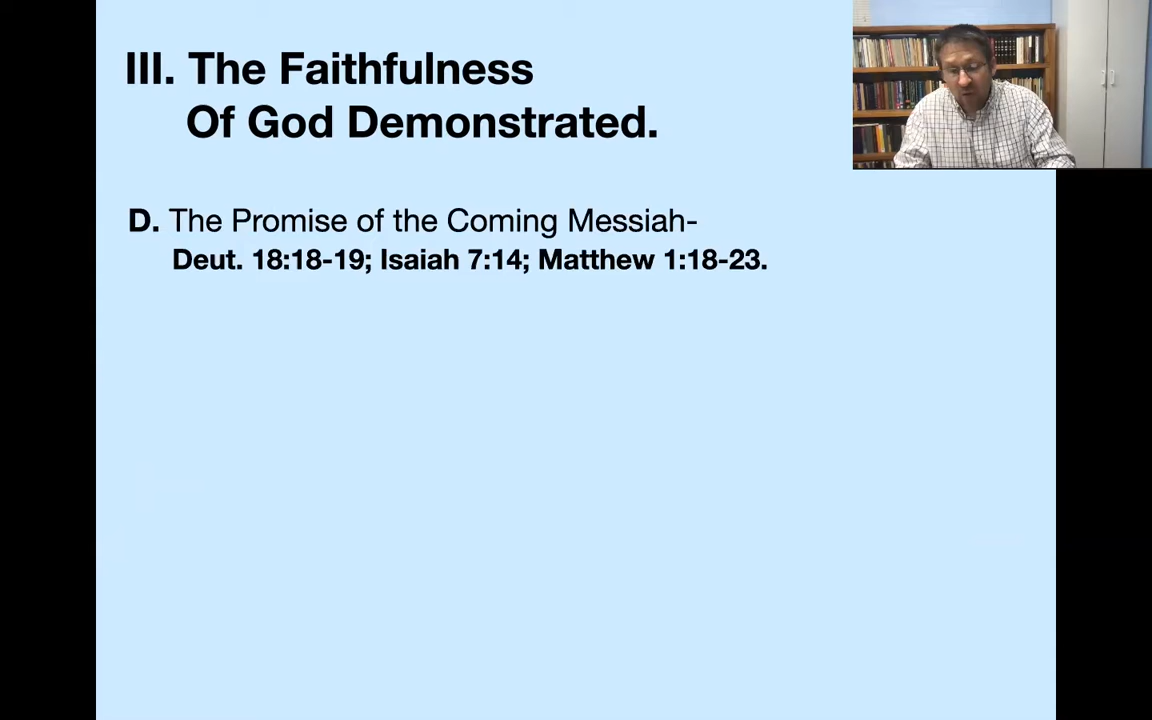 III. The Faithfulness
Of God Demonstrated.
D. The Promise of the Coming Messiah-
Deut. 18:18-19; Isaiah 7:14; Matthew 1:18-23.